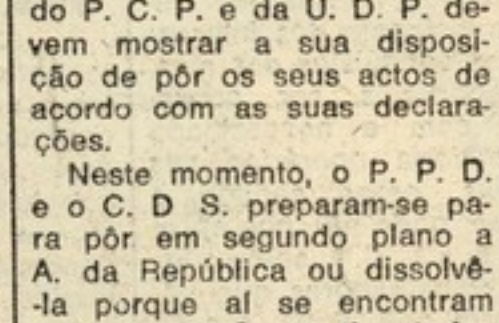 do P. C. P. e da U. D. P. de-
vem mostrar a sua disposi-
ção de pôr os seus actos de
acordo com as suas declara-
ções.
Neste momento, o P. P. D.
e o C. D S. preparam-se pa-
ra pôr em segundo plano a
A. da República ou dissolvê-
-la porque aí se encontram